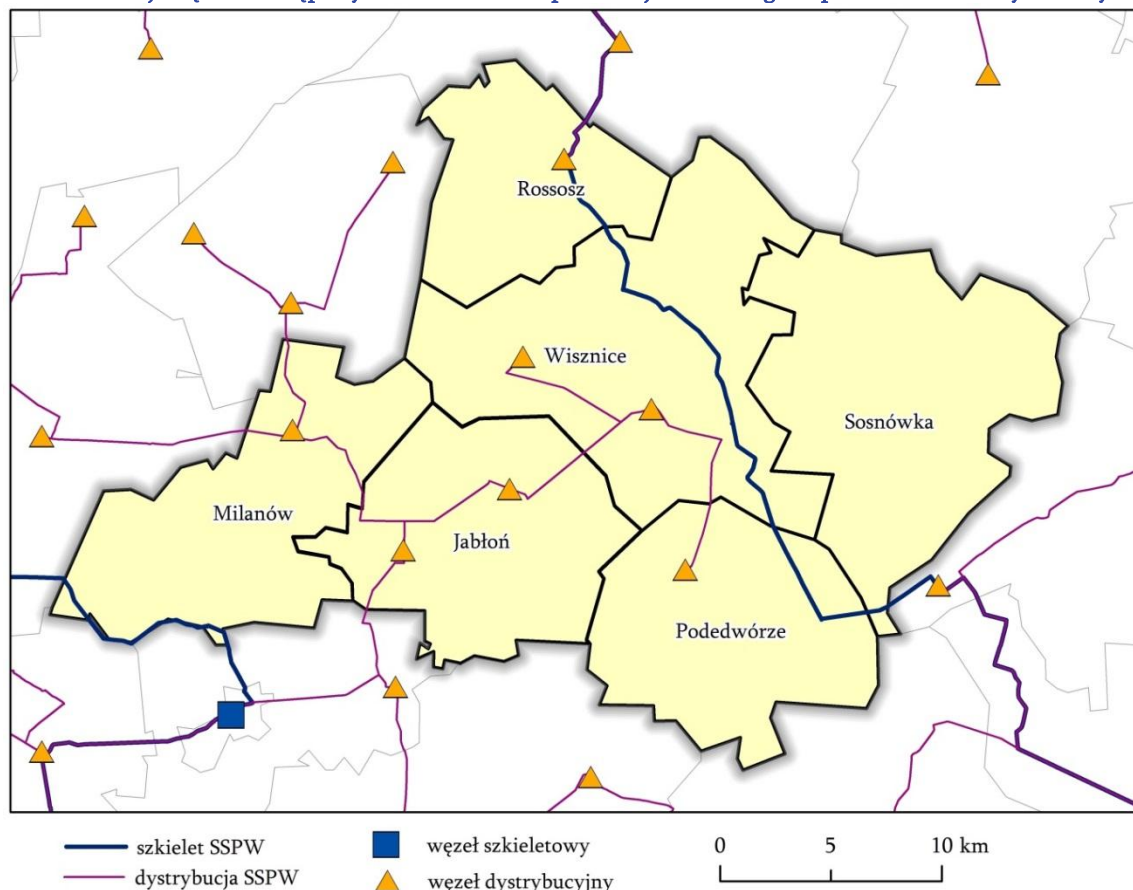 Rossosz
Wisznice
Sosnówka
Milanów
Jabłoń
Podedwórze
szkielet SSPW
węzeł szkieletowy
0 5 10 km
dystrybucja SSPW
węzeł dystrybucyjny